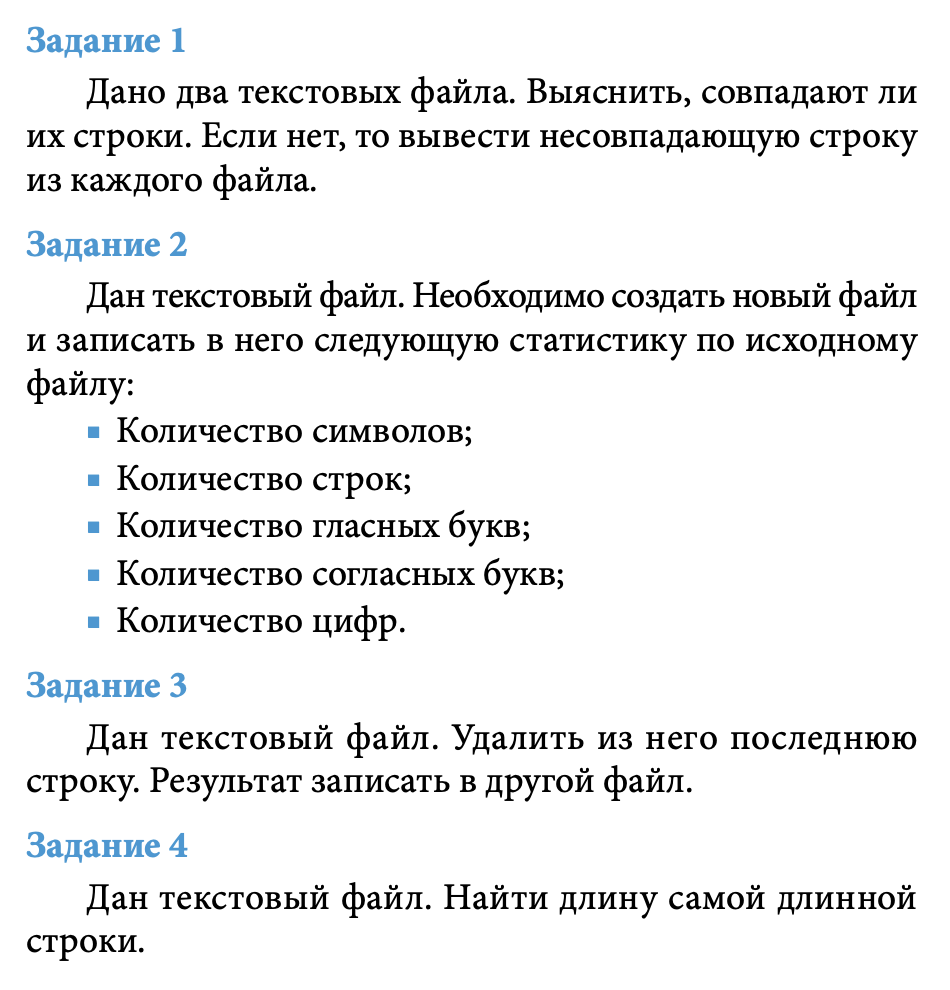 Задание 1
Дано два текстовых файла. Выяснить, совпадают ли
их строки. Если нет, то вывести несовпадающую строку
из каждого файла.
Задание 2
Дан текстовый файл. Необходимо создать новый файл
и записать в него следующую статистику по исходному
файлу:
▪ Количество символов;
▪ Количество строк;
▪ Количество гласных букв;
▪ Количество согласных букв;
▪ Количество цифр.
Задание 3
Дан текстовый файл. Удалить из него последнюю
строку. Результат записать в другой файл.
Задание 4
Дан текстовый файл. Найти длину самой длинной
строки.